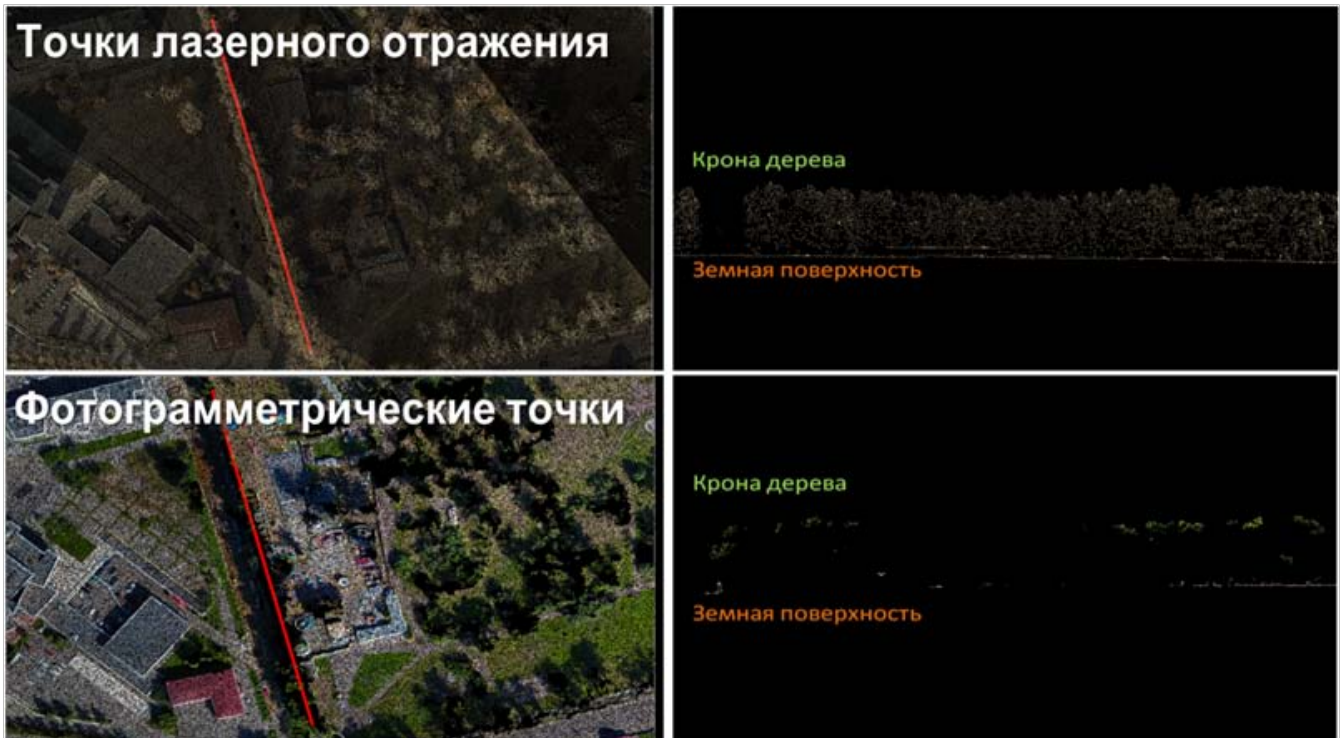 Точки лазерного отражения
Крона дерева
Земная поверхность
Фотограмметрические точки
Крона дерева
Земная поверхность